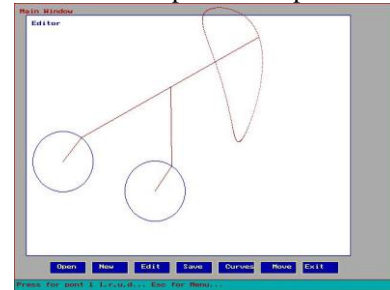 Main Window
Editor
Open New Edit Save Curves Move Exit
Press for pont 1 l.r.u.d... Esc for Menu...